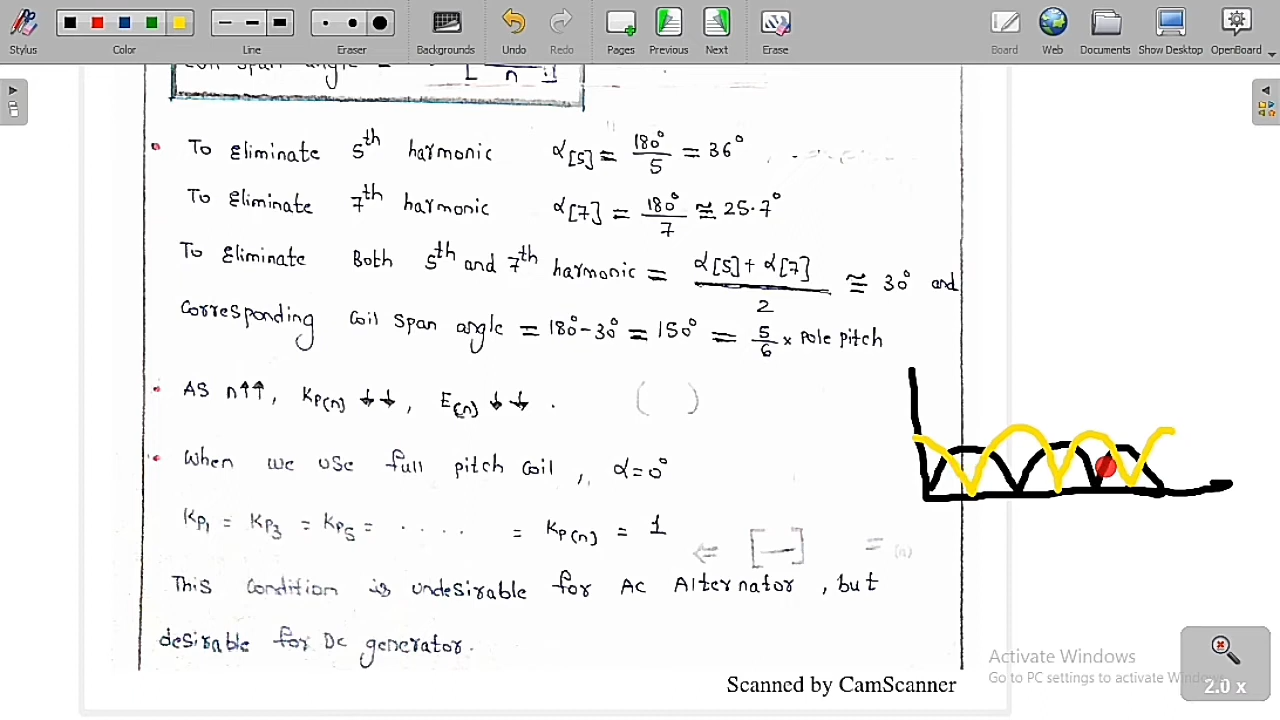 Stylus Color Line Eraser Backgrounds Undo Redo Pages Previous Next Erase Board Web Documents Show Desktop OpenBoard
coil span angle =
n
• To Eliminate 5th harmonic α[5] = 180°/5 = 36°
To Eliminate 7th harmonic α[7] = 180°/7 ≅ 25.7°
To Eliminate Both 5th and 7th harmonic = α[5] + α[7] / 2 ≅ 30° and
Corresponding Coil Span angle = 180° - 30° = 150° = 5/6 × Pole pitch
• AS n↑↑, Kp(n) ↓↓, E(n) ↓↓ .
• When we use full pitch coil, α = 0°
Kp1 = Kp3 = Kp5 = ..... = Kp(n) = 1
This Condition is undesirable for AC Alternator, but
desirable for DC generator.
Scanned by CamScanner
Activate Windows
Go to PC settings to activate Windows.
2.0 x